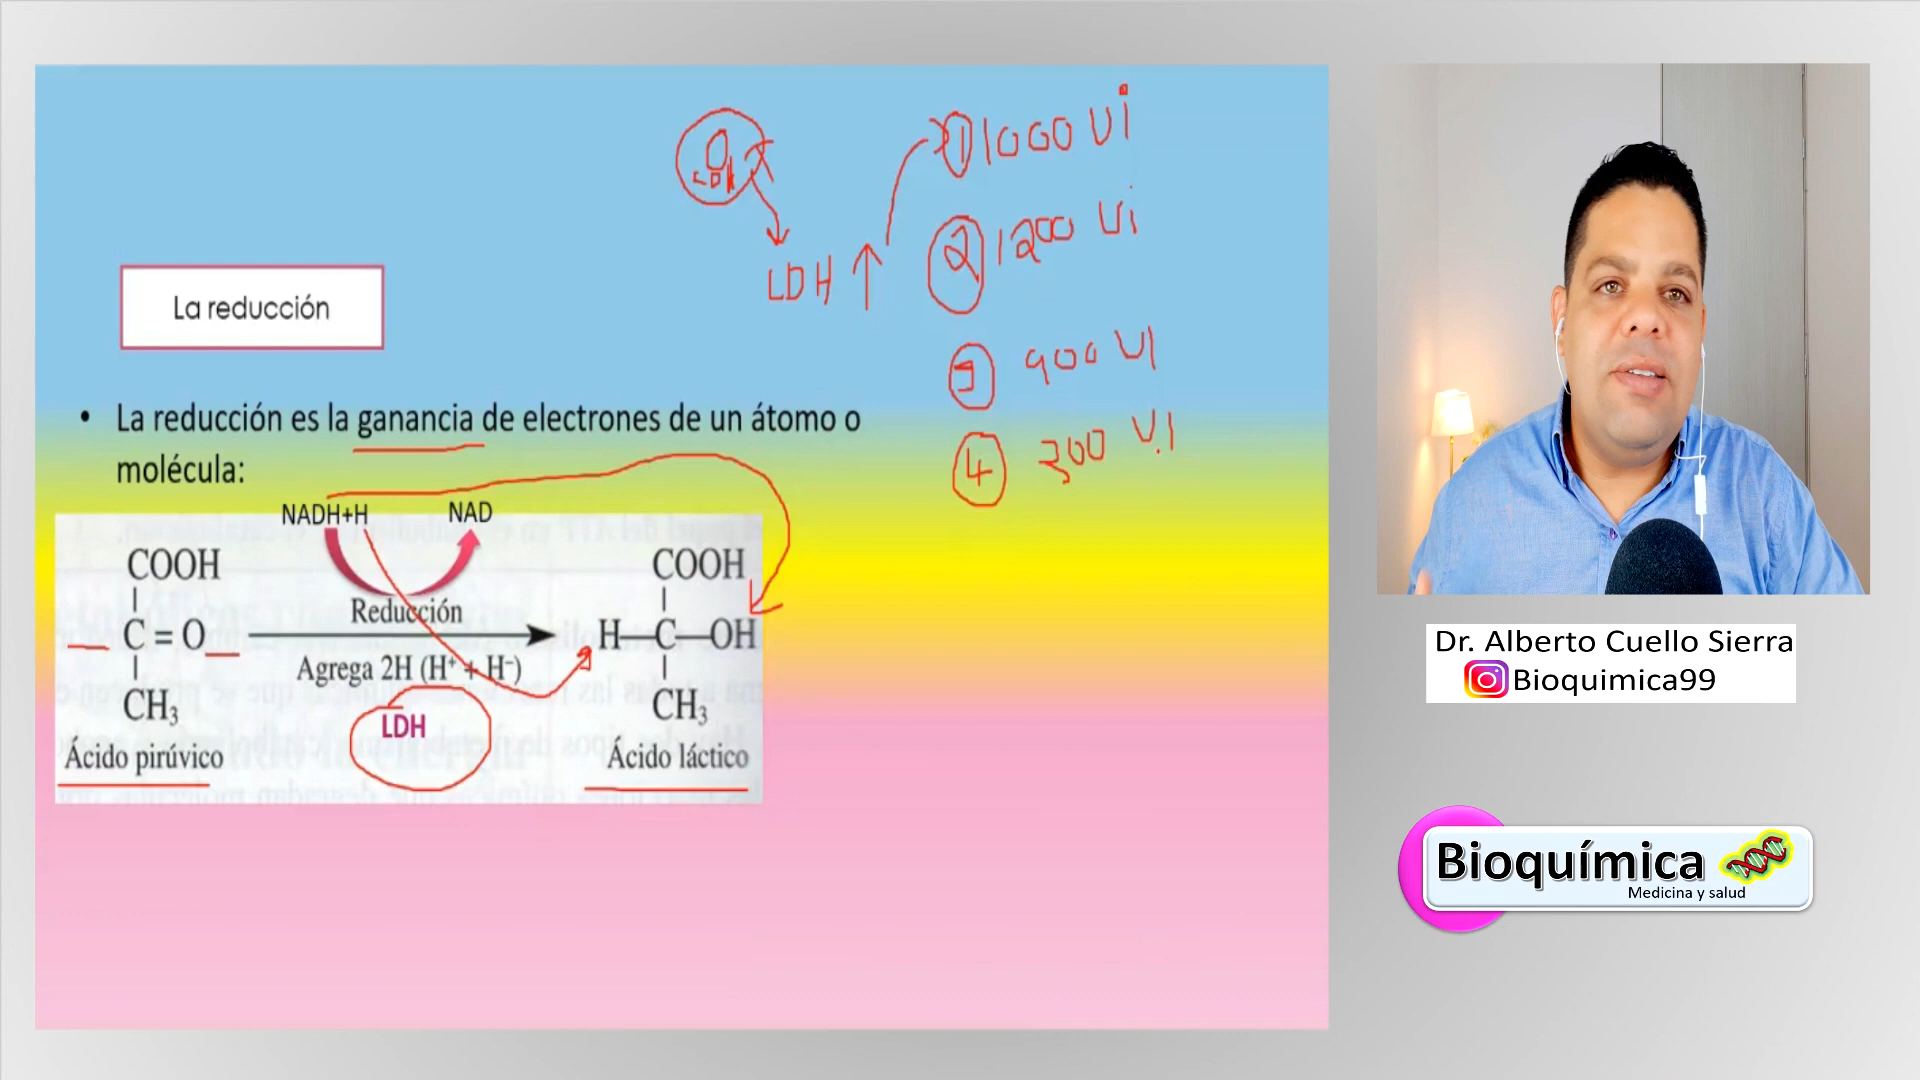 La reducción
• La reducción es la ganancia de electrones de un átomo o
molécula:
NADH+H NAD
COOH
C = O
CH₃
Ácido pirúvico
Reducción
Agrega 2H (H⁺ + H⁻)
LDH
COOH
H—C—OH
CH₃
Ácido láctico
LDH
LDH ↑
① 1000 Ui
② 1200 Ui
③ 900 UI
④ 300 U.I
Dr. Alberto Cuello Sierra
Bioquimica99
Bioquímica
Medicina y salud